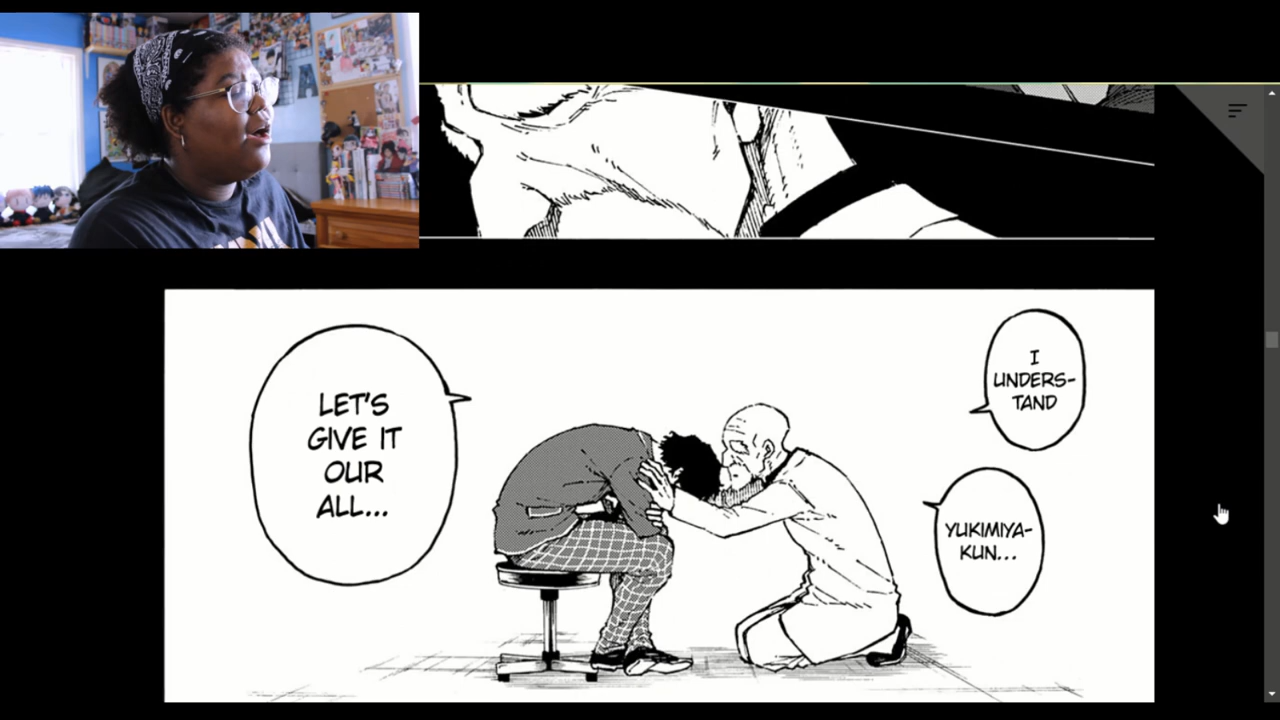 I
UNDERS-
TAND
YUKIMIYA-
KUN...
LET'S
GIVE IT
OUR
ALL...